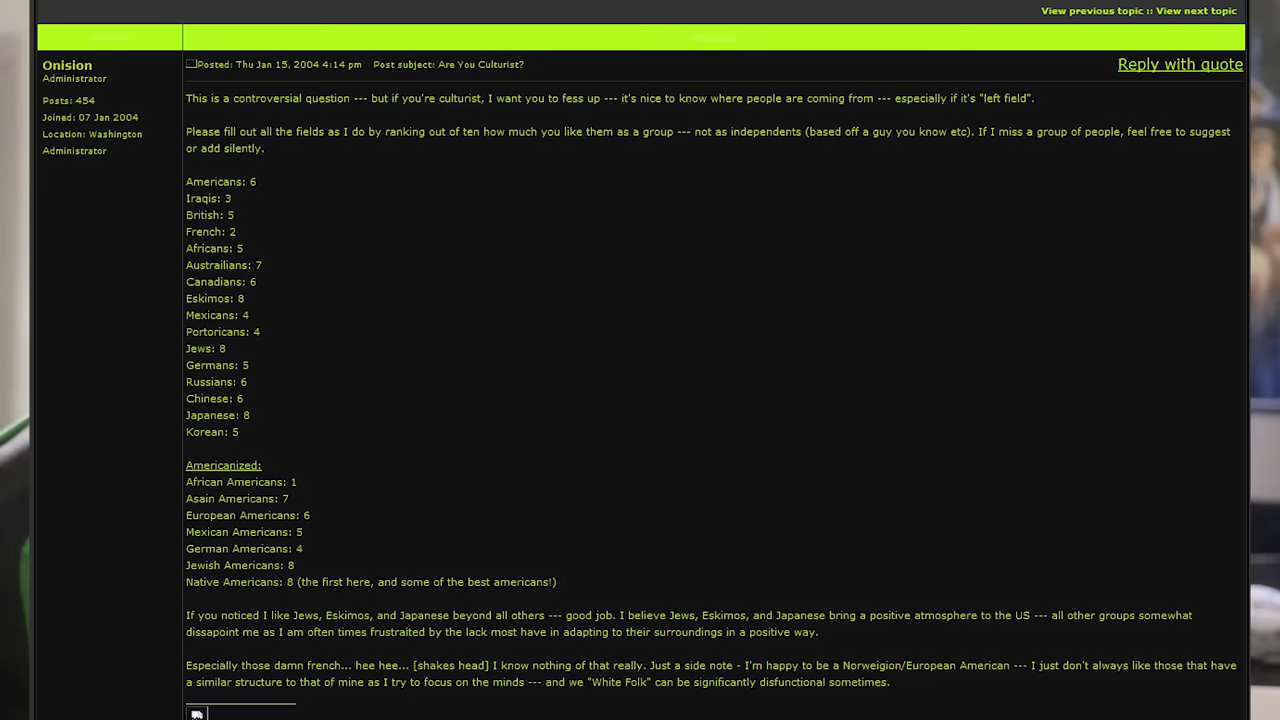 View previous topic :: View next topic
Onision
Administrator
Posts: 454
Joined: 07 Jan 2004
Location: Washington
Administrator
Posted: Thu Jan 15, 2004 4:14 pm Post subject: Are You Culturist?
Reply with quote
This is a controversial question --- but if you're culturist, I want you to fess up --- it's nice to know where people are coming from --- especially if it's "left field".
Please fill out all the fields as I do by ranking out of ten how much you like them as a group --- not as independents (based off a guy you know etc). If I miss a group of people, feel free to suggest
or add silently.
Americans: 6
Iraqis: 3
British: 5
French: 2
Africans: 5
Austrailians: 7
Canadians: 6
Eskimos: 8
Mexicans: 4
Portoricans: 4
Jews: 8
Germans: 5
Russians: 6
Chinese: 6
Japanese: 8
Korean: 5
Americanized:
African Americans: 1
Asain Americans: 7
European Americans: 6
Mexican Americans: 5
German Americans: 4
Jewish Americans: 8
Native Americans: 8 (the first here, and some of the best americans!)
If you noticed I like Jews, Eskimos, and Japanese beyond all others --- good job. I believe Jews, Eskimos, and Japanese bring a positive atmosphere to the US --- all other groups somewhat
dissapoint me as I am often times frustraited by the lack most have in adapting to their surroundings in a positive way.
Especially those damn french... hee hee... [shakes head] I know nothing of that really. Just a side note - I'm happy to be a Norweigion/European American --- I just don't always like those that have
a similar structure to that of mine as I try to focus on the minds --- and we "White Folk" can be significantly disfunctional sometimes.